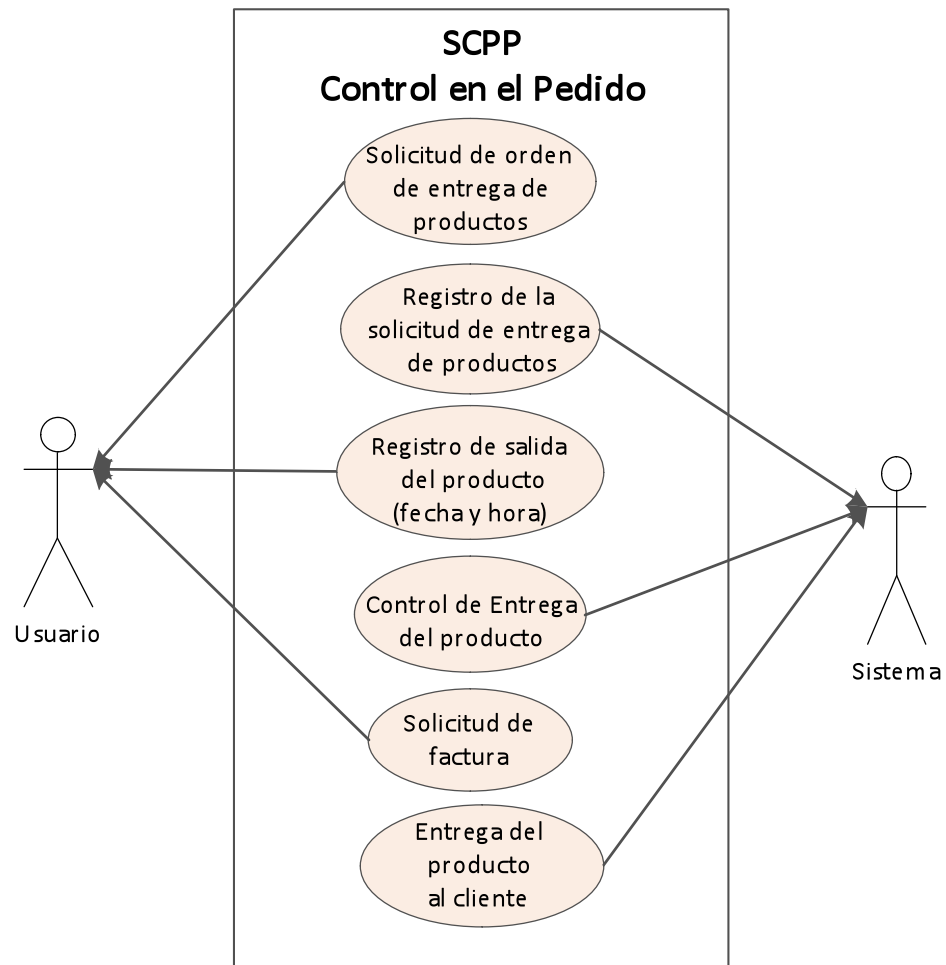 SCPP
Control en el Pedido
Solicitud de orden
de entrega de
productos
Registro de la
solicitud de entrega
de productos
Registro de salida
del producto
(fecha y hora)
Control de Entrega
del producto
Solicitud de
factura
Entrega del
producto
al cliente
Usuario
Sistema